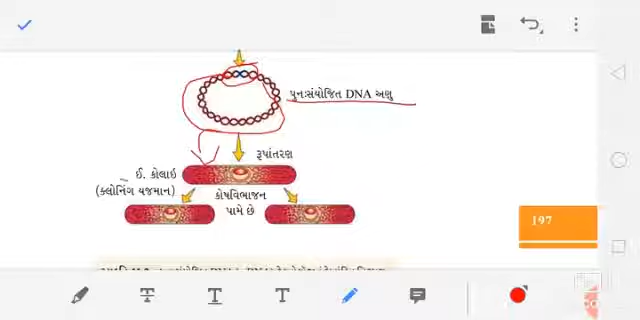 પુનઃસંયોજિત DNA અણુ
રૂપાંતરણ
ઈ. કોલાઇ
(ક્લોનિંગ યજમાન)
કોષવિભાજન
પામે છે
197
T T T